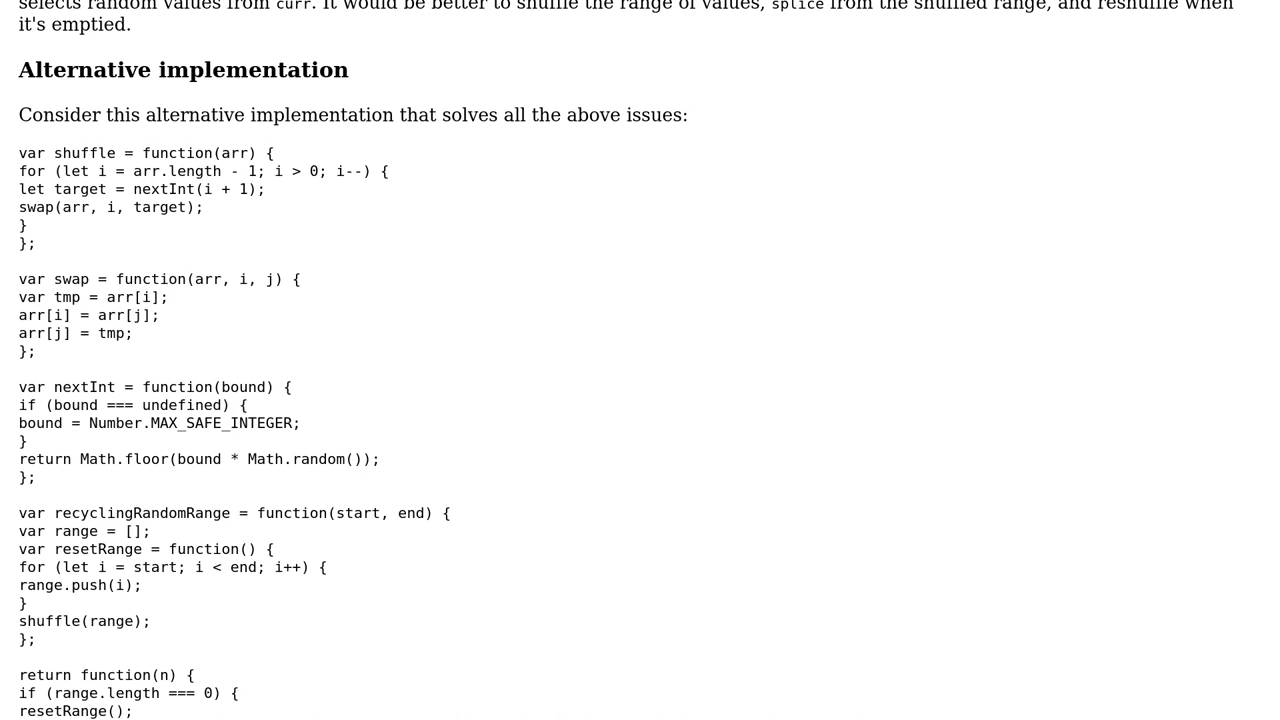 selects random values from curr. It would be better to shuffle the range of values, splice from the shuffled range, and reshuffle when
it's emptied.
Alternative implementation
Consider this alternative implementation that solves all the above issues:
var shuffle = function(arr) {
for (let i = arr.length - 1; i > 0; i--) {
let target = nextInt(i + 1);
swap(arr, i, target);
}
};
var swap = function(arr, i, j) {
var tmp = arr[i];
arr[i] = arr[j];
arr[j] = tmp;
};
var nextInt = function(bound) {
if (bound === undefined) {
bound = Number.MAX_SAFE_INTEGER;
}
return Math.floor(bound * Math.random());
};
var recyclingRandomRange = function(start, end) {
var range = [];
var resetRange = function() {
for (let i = start; i < end; i++) {
range.push(i);
}
shuffle(range);
};
return function(n) {
if (range.length === 0) {
resetRange();